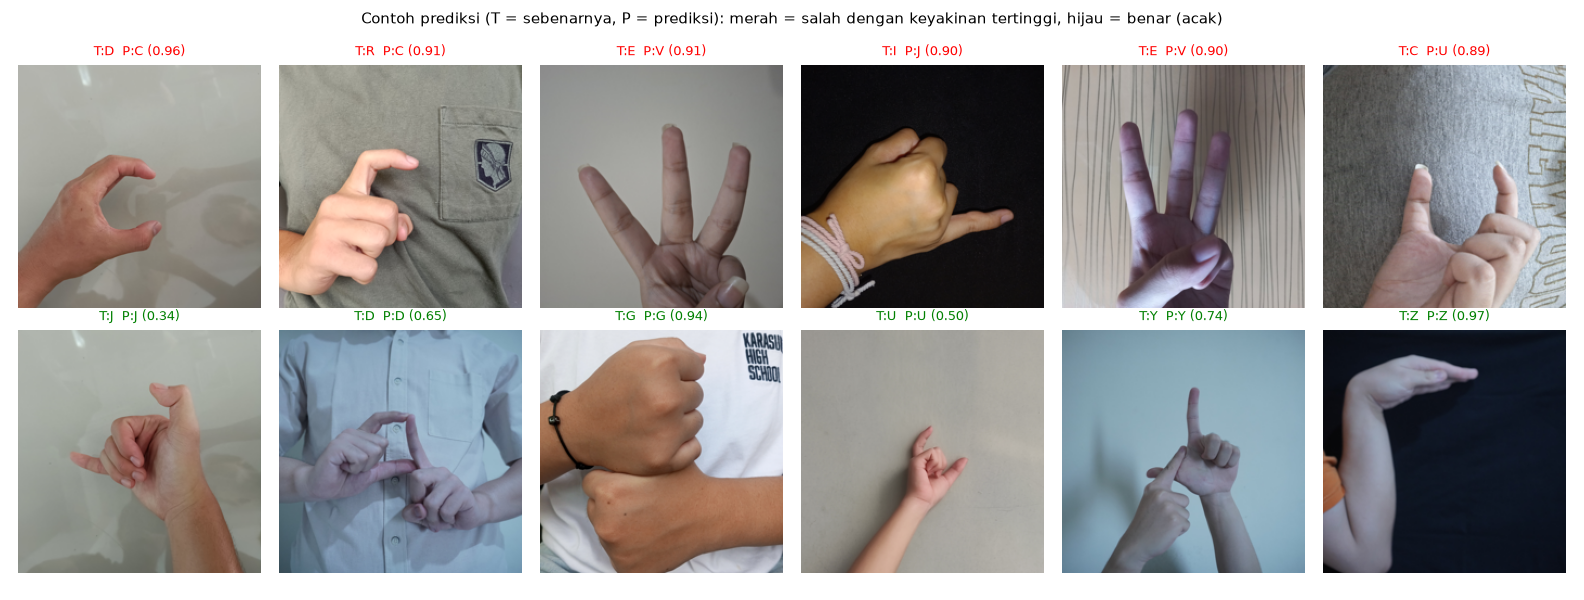 Contoh prediksi (T = sebenarnya, P = prediksi): merah = salah dengan keyakinan tertinggi, hijau = benar (acak)
T:D P:C (0.96)
T:R P:C (0.91)
T:E P:V (0.91)
T:I P:J (0.90)
T:E P:V (0.90)
T:C P:U (0.89)
T:J P:J (0.34)
T:D P:D (0.65)
T:G P:G (0.94)
T:U P:U (0.50)
T:Y P:Y (0.74)
T:Z P:Z (0.97)
KARASU
HIGH
SCHOOL